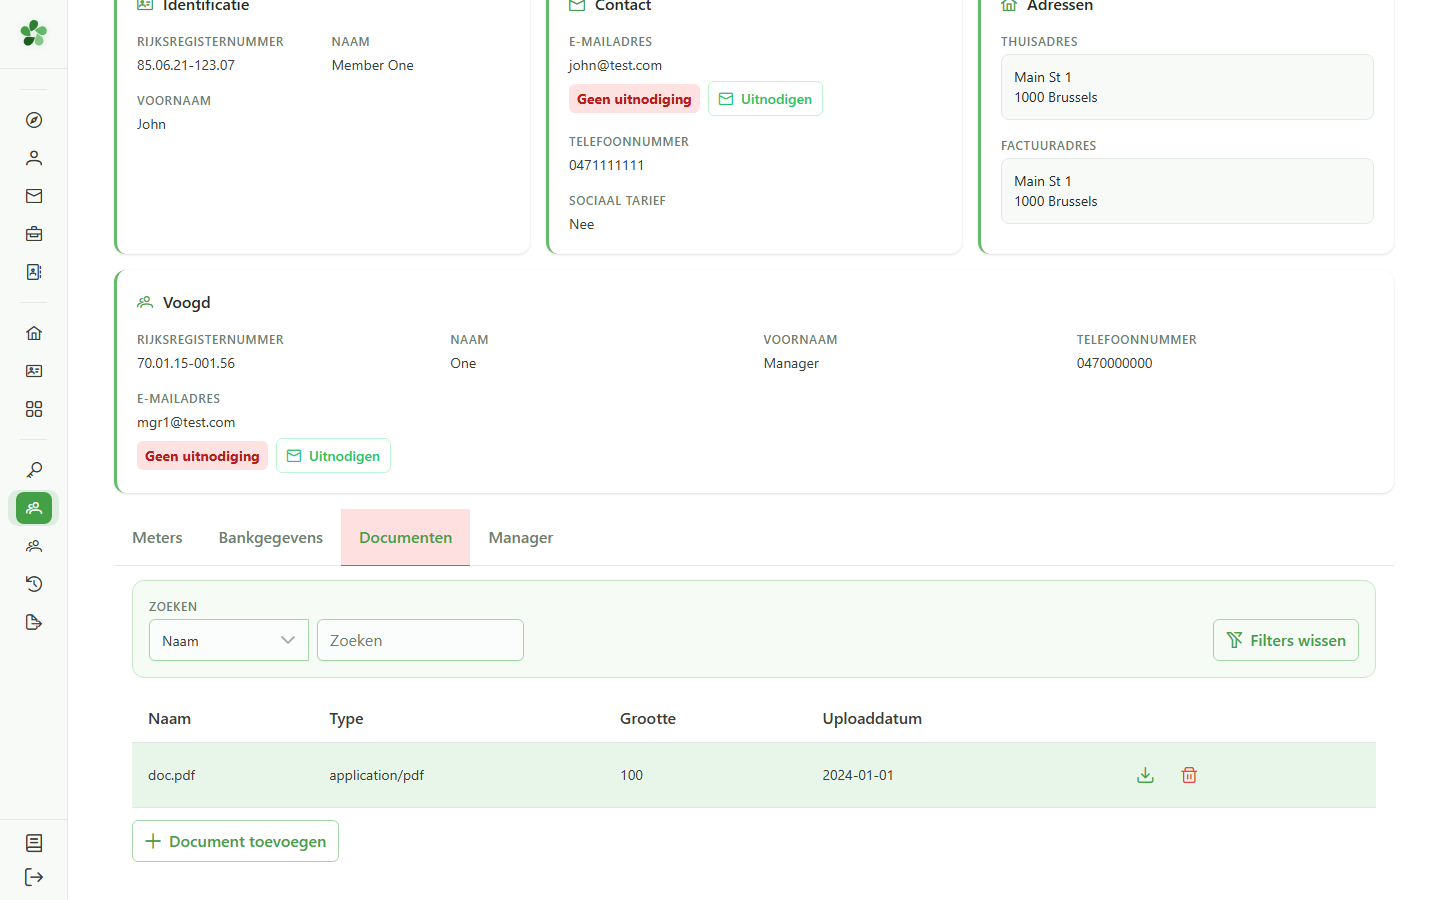 Identificatie
RIJKSREGISTERNUMMER
85.06.21-123.07
NAAM
Member One
VOORNAAM
John
Contact
E-MAILADRES
john@test.com
Geen uitnodiging
Uitnodigen
TELEFOONNUMMER
0471111111
SOCIAAL TARIEF
Nee
Adressen
THUISADRES
Main St 1
1000 Brussels
FACTUURADRES
Main St 1
1000 Brussels
Voogd
RIJKSREGISTERNUMMER
70.01.15-001.56
NAAM
One
VOORNAAM
Manager
TELEFOONNUMMER
0470000000
E-MAILADRES
mgr1@test.com
Geen uitnodiging
Uitnodigen
Meters
Bankgegevens
Documenten
Manager
ZOEKEN
Naam
Zoeken
Filters wissen
Naam Type Grootte Uploaddatum
doc.pdf application/pdf 100 2024-01-01
Document toevoegen